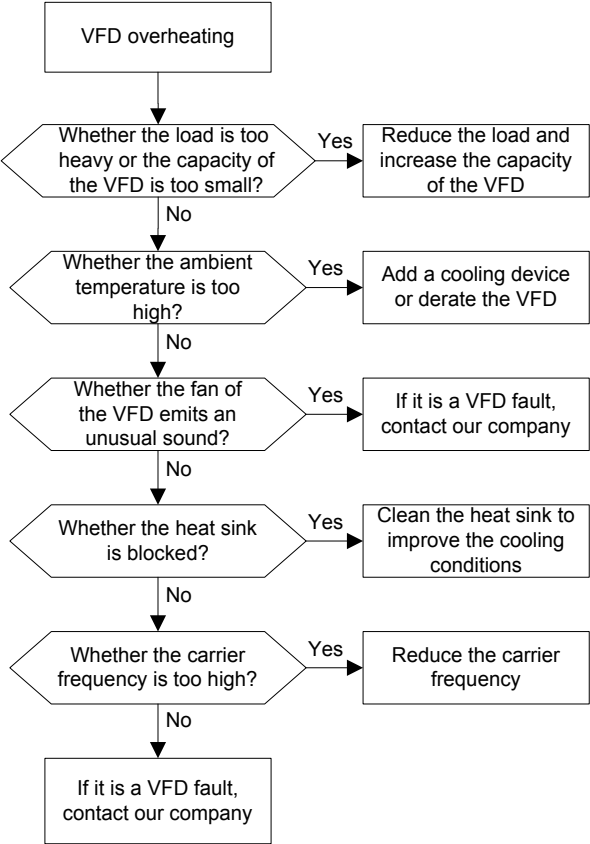 VFD overheating
Whether the load is too
heavy or the capacity of
the VFD is too small?
Yes
Reduce the load and
increase the capacity
of the VFD
No
Whether the ambient
temperature is too
high?
Yes
Add a cooling device
or derate the VFD
No
Whether the fan of
the VFD emits an
unusual sound?
Yes
If it is a VFD fault,
contact our company
No
Whether the heat sink
is blocked?
Yes
Clean the heat sink to
improve the cooling
conditions
No
Whether the carrier
frequency is too high?
Yes
Reduce the carrier
frequency
No
If it is a VFD fault,
contact our company